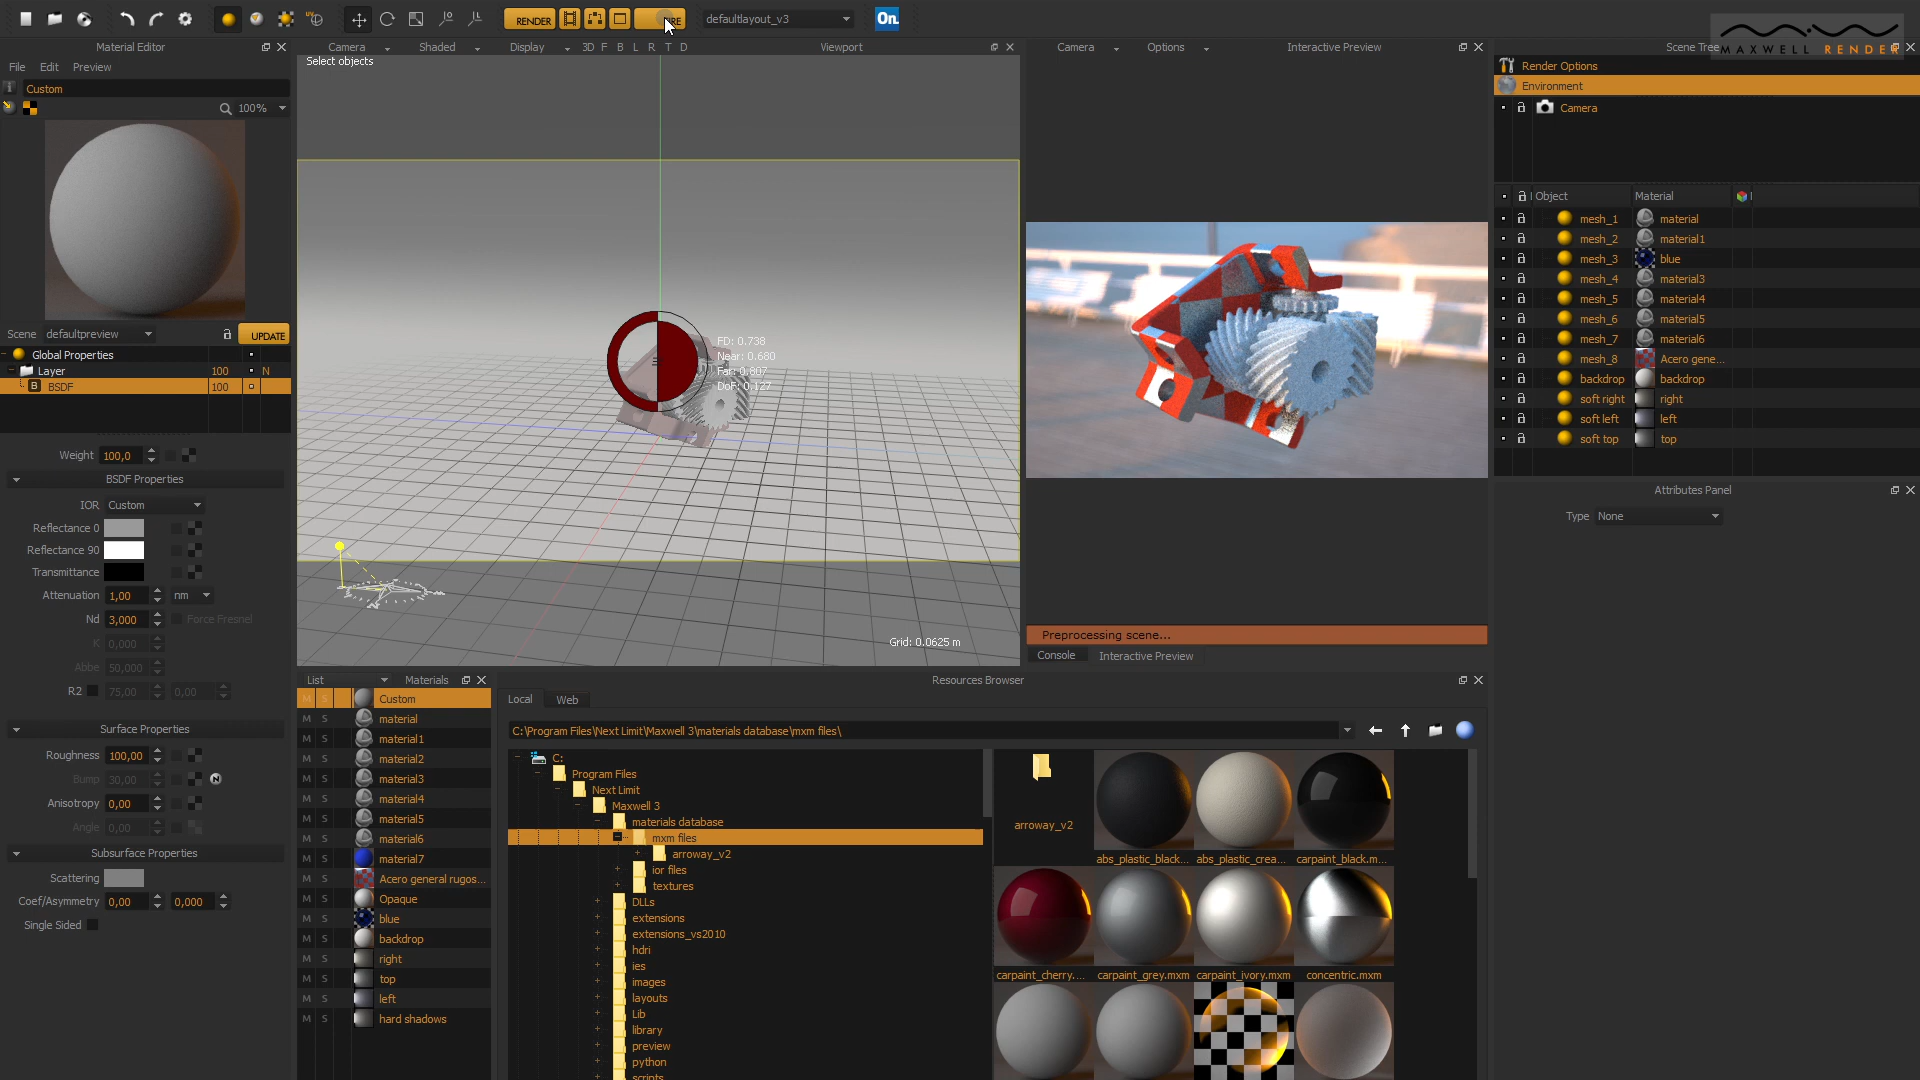 RENDER
RE
defaultlayout_v3
On.
MAXWELL RENDER
Material Editor
File Edit Preview
Custom
100%
Scene defaultpreview
UPDATE
Global Properties
Layer 100 N
B BSDF 100
Weight 100,0
BSDF Properties
IOR Custom
Reflectance 0
Reflectance 90
Transmittance
Attenuation 1,00 nm
Nd 3,000 Force Fresnel
K 0,000
Abbe 50,000
R2 75,00 0,00
Surface Properties
Roughness 100,00
Bump 30,00 N
Anisotropy 0,00
Angle 0,00
Subsurface Properties
Scattering
Coef/Asymmetry 0,00 0,000
Single Sided
Camera Shaded Display 3D F B L R T D Viewport
Select objects
FD: 0.738
Near: 0.680
Far: 0.807
DoF: 0.127
Grid: 0.0625 m
Camera Options Interactive Preview
Preprocessing scene...
Console Interactive Preview
Scene Tree
Render Options
Environment
Camera
Object Material
mesh_1 material
mesh_2 material1
mesh_3 blue
mesh_4 material3
mesh_5 material4
mesh_6 material5
mesh_7 material6
mesh_8 Acero gene...
backdrop backdrop
soft right right
soft left left
soft top top
Attributes Panel
Type None
List Materials
M S Custom
M S material
M S material1
M S material2
M S material3
M S material4
M S material5
M S material6
M S material7
M S Acero general rugos...
M S Opaque
M S blue
M S backdrop
M S right
M S top
M S left
M S hard shadows
Resources Browser
Local Web
C:\Program Files\Next Limit\Maxwell 3\materials database\mxm files\
C:
Program Files
Next Limit
Maxwell 3
materials database
mxm files
arroway_v2
ior files
textures
DLLs
extensions
extensions_vs2010
hdri
ies
images
layouts
Lib
library
preview
python
scripts
arroway_v2
abs_plastic_black... abs_plastic_crea... carpaint_black.m...
carpaint_cherry.... carpaint_grey.mxm carpaint_ivory.mxm concentric.mxm